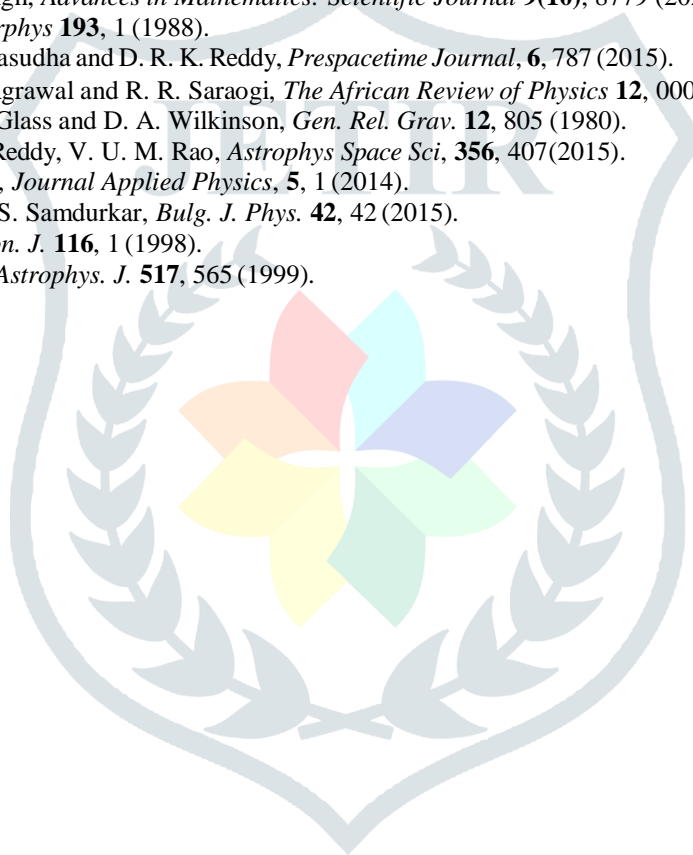 gh, Advances in Mathematics: Scientific Journal 9(10), 8779 (20
rphys 193, 1 (1988).
asudha and D. R. K. Reddy, Prespacetime Journal, 6, 787 (2015).
grawal and R. R. Saraogi, The African Review of Physics 12, 000
Glass and D. A. Wilkinson, Gen. Rel. Grav. 12, 805 (1980).
Reddy, V. U. M. Rao, Astrophys Space Sci, 356, 407(2015).
, Journal Applied Physics, 5, 1 (2014).
S. Samdurkar, Bulg. J. Phys. 42, 42 (2015).
n. J. 116, 1 (1998).
Astrophys. J. 517, 565 (1999).
JETIR